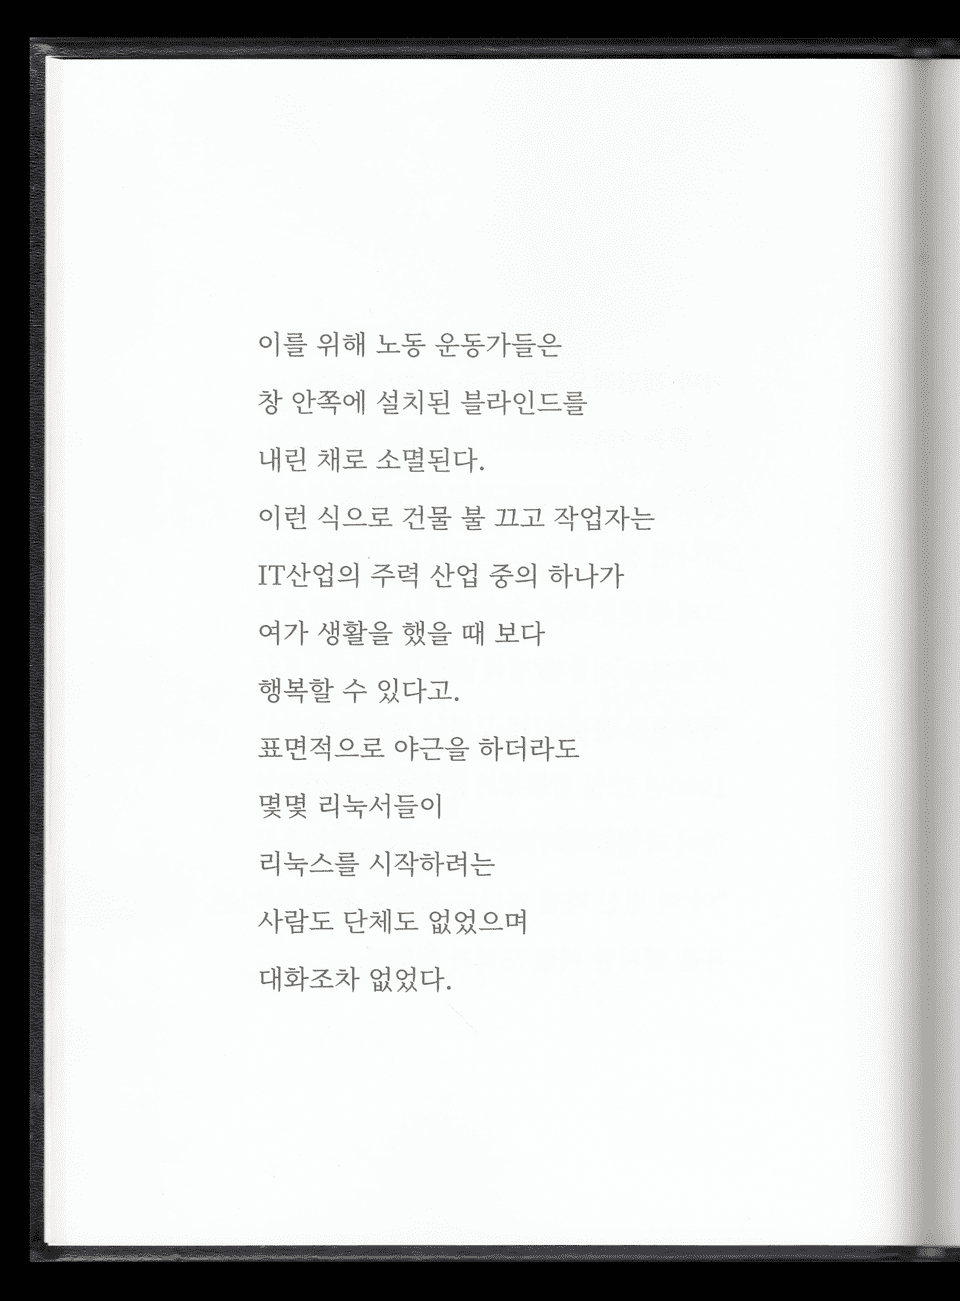 이를 위해 노동 운동가들은
창 안쪽에 설치된 블라인드를
내린 채로 소멸된다.
이런 식으로 건물 불 끄고 작업자는
IT산업의 주력 산업 중의 하나가
여가 생활을 했을 때 보다
행복할 수 있다고.
표면적으로 야근을 하더라도
몇몇 리눅서들이
리눅스를 시작하려는
사람도 단체도 없었으며
대화조차 없었다.